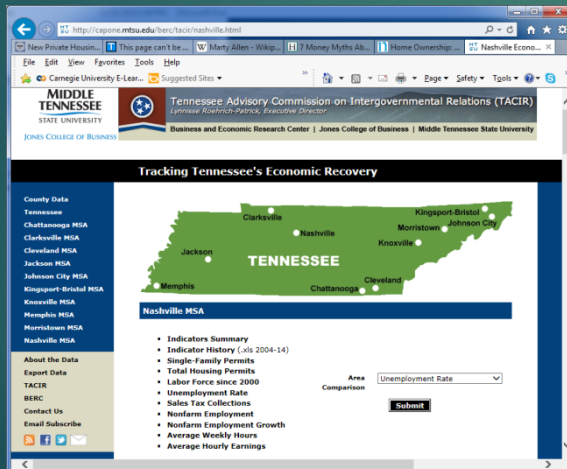 http://capone.mtsu.edu/berc/tacir/nashville.html
New Private Housin...
This page can't be ...
Marty Allen - Wikip...
7 Money Myths Ab...
Home Ownership: ...
Nashville Econo...
File Edit View Favorites Tools Help
Carnegie University E-Lear...
Suggested Sites
Page Safety Tools
MIDDLE
TENNESSEE
STATE UNIVERSITY
JONES COLLEGE OF BUSINESS
Tennessee Advisory Commission on Intergovernmental Relations (TACIR)
Lynnisse Roehrich-Patrick, Executive Director
Business and Economic Research Center | Jones College of Business | Middle Tennessee State University
Tracking Tennessee's Economic Recovery
County Data
Tennessee
Chattanooga MSA
Clarksville MSA
Cleveland MSA
Jackson MSA
Johnson City MSA
Kingsport-Bristol MSA
Knoxville MSA
Memphis MSA
Morristown MSA
Nashville MSA
About the Data
Export Data
TACIR
BERC
Contact Us
Email Subscribe
Clarksville
Nashville
Kingsport-Bristol
Johnson City
Morristown
Knoxville
Jackson
TENNESSEE
Memphis
Cleveland
Chattanooga
Nashville MSA
Indicators Summary
Indicator History (.xls 2004-14)
Single-Family Permits
Total Housing Permits
Labor Force since 2000
Unemployment Rate
Sales Tax Collections
Nonfarm Employment
Nonfarm Employment Growth
Average Weekly Hours
Average Hourly Earnings
Area
Comparison
Unemployment Rate
Submit